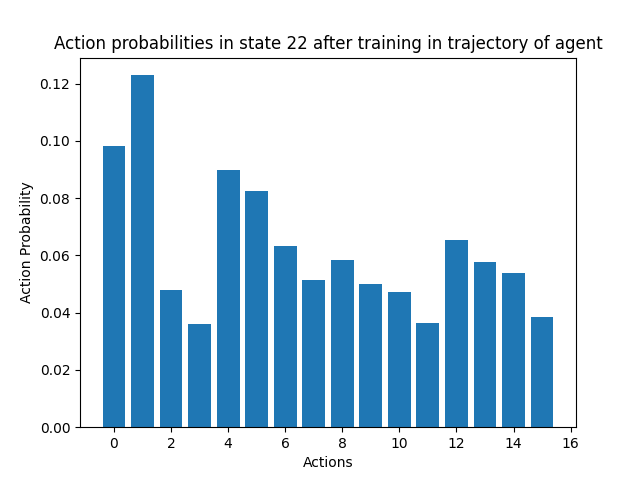 Action probabilities in state 22 after training in trajectory of agent
0.12
0.10
0.08
0.06
0.04
0.02
0.00
Action Probability
0 2 4 6 8 10 12 14 16
Actions